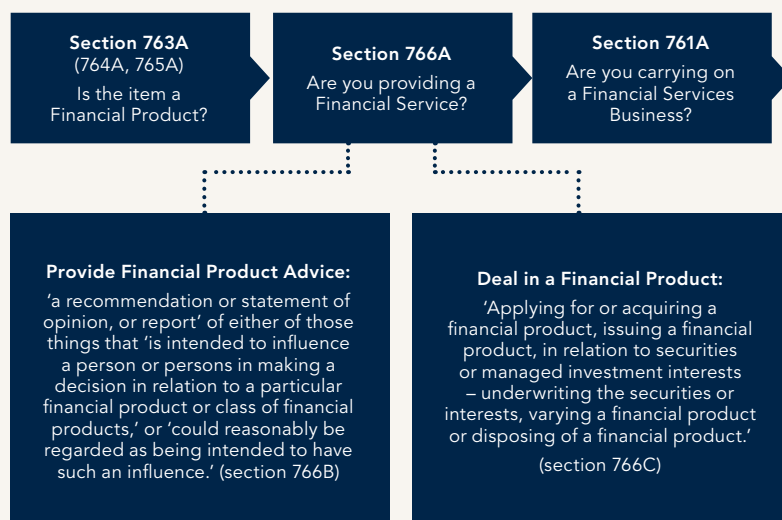 Section 763A
(764A, 765A)
Is the item a
Financial Product?
Section 766A
Are you providing a
Financial Service?
Section 761A
Are you carrying on
a Financial Services
Business?
Provide Financial Product Advice:
‘a recommendation or statement of
opinion, or report’ of either of those
things that ‘is intended to influence
a person or persons in making a
decision in relation to a particular
financial product or class of financial
products,’ or ‘could reasonably be
regarded as being intended to have
such an influence.’ (section 766B)
Deal in a Financial Product:
‘Applying for or acquiring a
financial product, issuing a financial
product, in relation to securities
or managed investment interests
– underwriting the securities or
interests, varying a financial product
or disposing of a financial product.’
(section 766C)